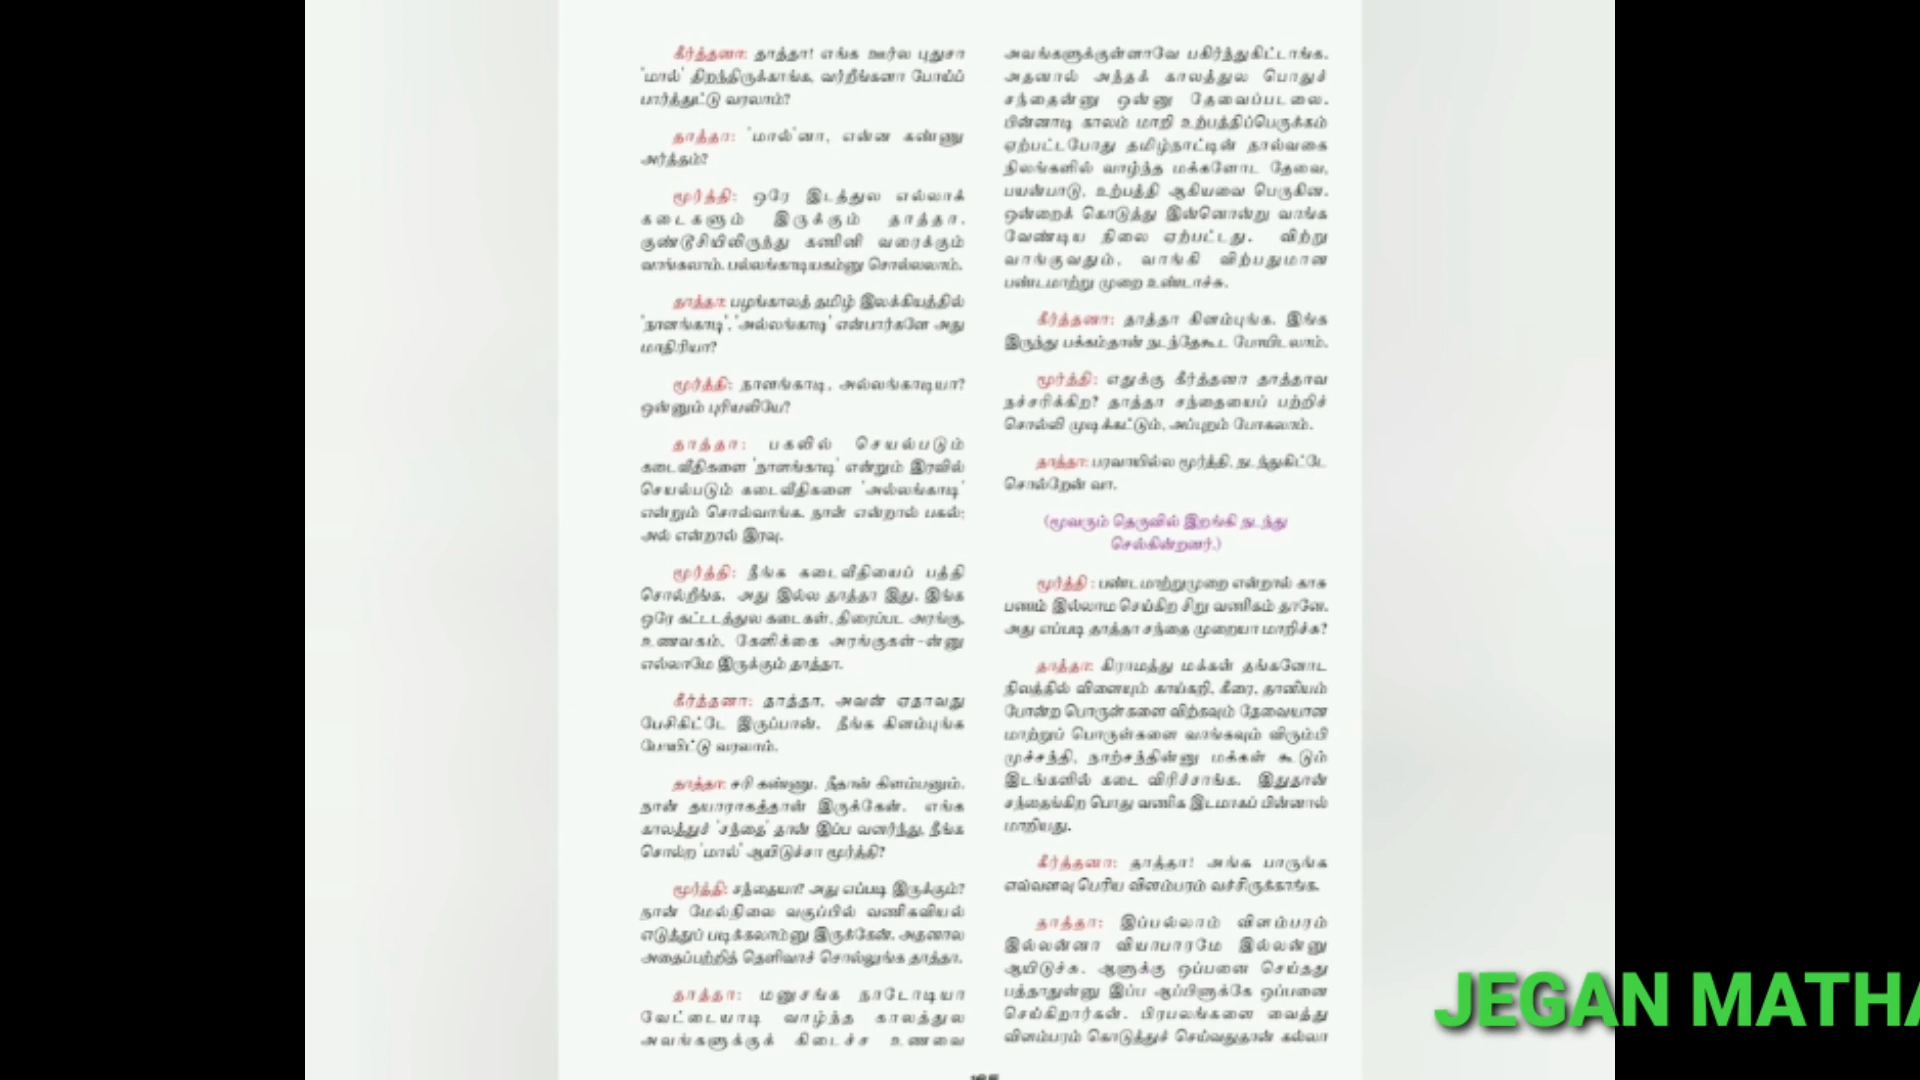 கீர்த்தனா: தாத்தா! எங்க ஊர்ல புதுசா
'மால்' திறந்திருக்காங்க, வர்றீங்களா போய்ப்
பார்த்துட்டு வரலாம்?
தாத்தா: 'மால்'னா, என்ன கண்ணு
அர்த்தம்?
மூர்த்தி: ஒரே இடத்துல எல்லாக்
கடைகளும் இருக்கும் தாத்தா.
குண்டூசியிலிருந்து கணினி வரைக்கும்
வாங்கலாம். பல்லங்காடியகம்னு சொல்லலாம்.
தாத்தா: பழங்காலத் தமிழ் இலக்கியத்தில்
'நாளங்காடி', 'அல்லங்காடி' என்பார்களே அது
மாதிரியா?
மூர்த்தி: நாளங்காடி, அல்லங்காடியா?
ஒன்னும் புரியலியே?
தாத்தா: பகலில் செயல்படும்
கடைவீதிகளை 'நாளங்காடி' என்றும் இரவில்
செயல்படும் கடைவீதிகளை 'அல்லங்காடி'
என்றும் சொல்வாங்க. நாள் என்றால் பகல்;
அல் என்றால் இரவு.
மூர்த்தி: நீங்க கடைவீதியைப் பத்தி
சொல்றீங்க. அது இல்ல தாத்தா இது. இங்க
ஒரே கட்டடத்துல கடைகள், திரைப்பட அரங்கு,
உணவகம், கேளிக்கை அரங்குகள்-ன்னு
எல்லாமே இருக்கும் தாத்தா.
கீர்த்தனா: தாத்தா, அவன் ஏதாவது
பேசிகிட்டே இருப்பான். நீங்க கிளம்புங்க
போயிட்டு வரலாம்.
தாத்தா: சரி கண்ணு. நீதான் கிளம்பனும்.
நான் தயாராகத்தான் இருக்கேன். எங்க
காலத்துச் 'சந்தை' தான் இப்ப வளர்ந்து, நீங்க
சொல்ற 'மால்' ஆயிடுச்சா மூர்த்தி?
மூர்த்தி: சந்தையா? அது எப்படி இருக்கும்?
நான் மேல்நிலை வகுப்பில் வணிகவியல்
எடுத்துப் படிக்கலாம்னு இருக்கேன். அதனால
அதைப்பற்றித் தெளிவாச் சொல்லுங்க தாத்தா.
தாத்தா: மனுசங்க நாடோடியா
வேட்டையாடி வாழ்ந்த காலத்துல
அவங்களுக்குக் கிடைச்ச உணவை
அவங்களுக்குள்ளாவே பகிர்ந்துகிட்டாங்க.
அதனால் அந்தக் காலத்துல பொதுச்
சந்தைன்னு ஒன்னு தேவைப்படலை.
பின்னாடி காலம் மாறி உற்பத்திப்பெருக்கம்
ஏற்பட்டபோது தமிழ்நாட்டின் நால்வகை
நிலங்களில் வாழ்ந்த மக்களோட தேவை,
பயன்பாடு, உற்பத்தி ஆகியவை பெருகின.
ஒன்றைக் கொடுத்து இன்னொன்று வாங்க
வேண்டிய நிலை ஏற்பட்டது. விற்று
வாங்குவதும், வாங்கி விற்பதுமான
பண்டமாற்று முறை உண்டாச்சு.
கீர்த்தனா: தாத்தா கிளம்புங்க. இங்க
இருந்து பக்கம்தான் நடந்தேகூட போயிடலாம்.
மூர்த்தி: எதுக்கு கீர்த்தனா தாத்தாவ
நச்சரிக்கிற? தாத்தா சந்தையைப் பற்றிச்
சொல்லி முடிக்கட்டும், அப்புறம் போகலாம்.
தாத்தா: பரவாயில்ல மூர்த்தி, நடந்துகிட்டே
சொல்றேன் வா.
(மூவரும் தெருவில் இறங்கி நடந்து
செல்கின்றனர்.)
மூர்த்தி : பண்டமாற்றுமுறை என்றால் காசு
பணம் இல்லாம செய்கிற சிறு வணிகம் தானே.
அது எப்படி தாத்தா சந்தை முறையா மாறிச்சு?
தாத்தா: கிராமத்து மக்கள் தங்களோட
நிலத்தில் விளையும் காய்கறி, கீரை, தானியம்
போன்ற பொருள்களை விற்கவும் தேவையான
மாற்றுப் பொருள்களை வாங்கவும் விரும்பி
முச்சந்தி, நாற்சந்தின்னு மக்கள் கூடும்
இடங்களில் கடை விரிச்சாங்க. இதுதான்
சந்தைங்கிற பொது வணிக இடமாகப் பின்னால்
மாறியது.
கீர்த்தனா: தாத்தா! அங்க பாருங்க
எவ்வளவு பெரிய விளம்பரம் வச்சிருக்காங்க.
தாத்தா: இப்பல்லாம் விளம்பரம்
இல்லன்னா வியாபாரமே இல்லன்னு
ஆயிடுச்சு. ஆளுக்கு ஒப்பனை செய்தது
பத்தாதுன்னு இப்ப ஆப்பிளுக்கே ஒப்பனை
செய்கிறார்கள். பிரபலங்களை வைத்து
விளம்பரம் கொடுத்துச் செய்வதுதான் கல்லா
JEGAN MATHA